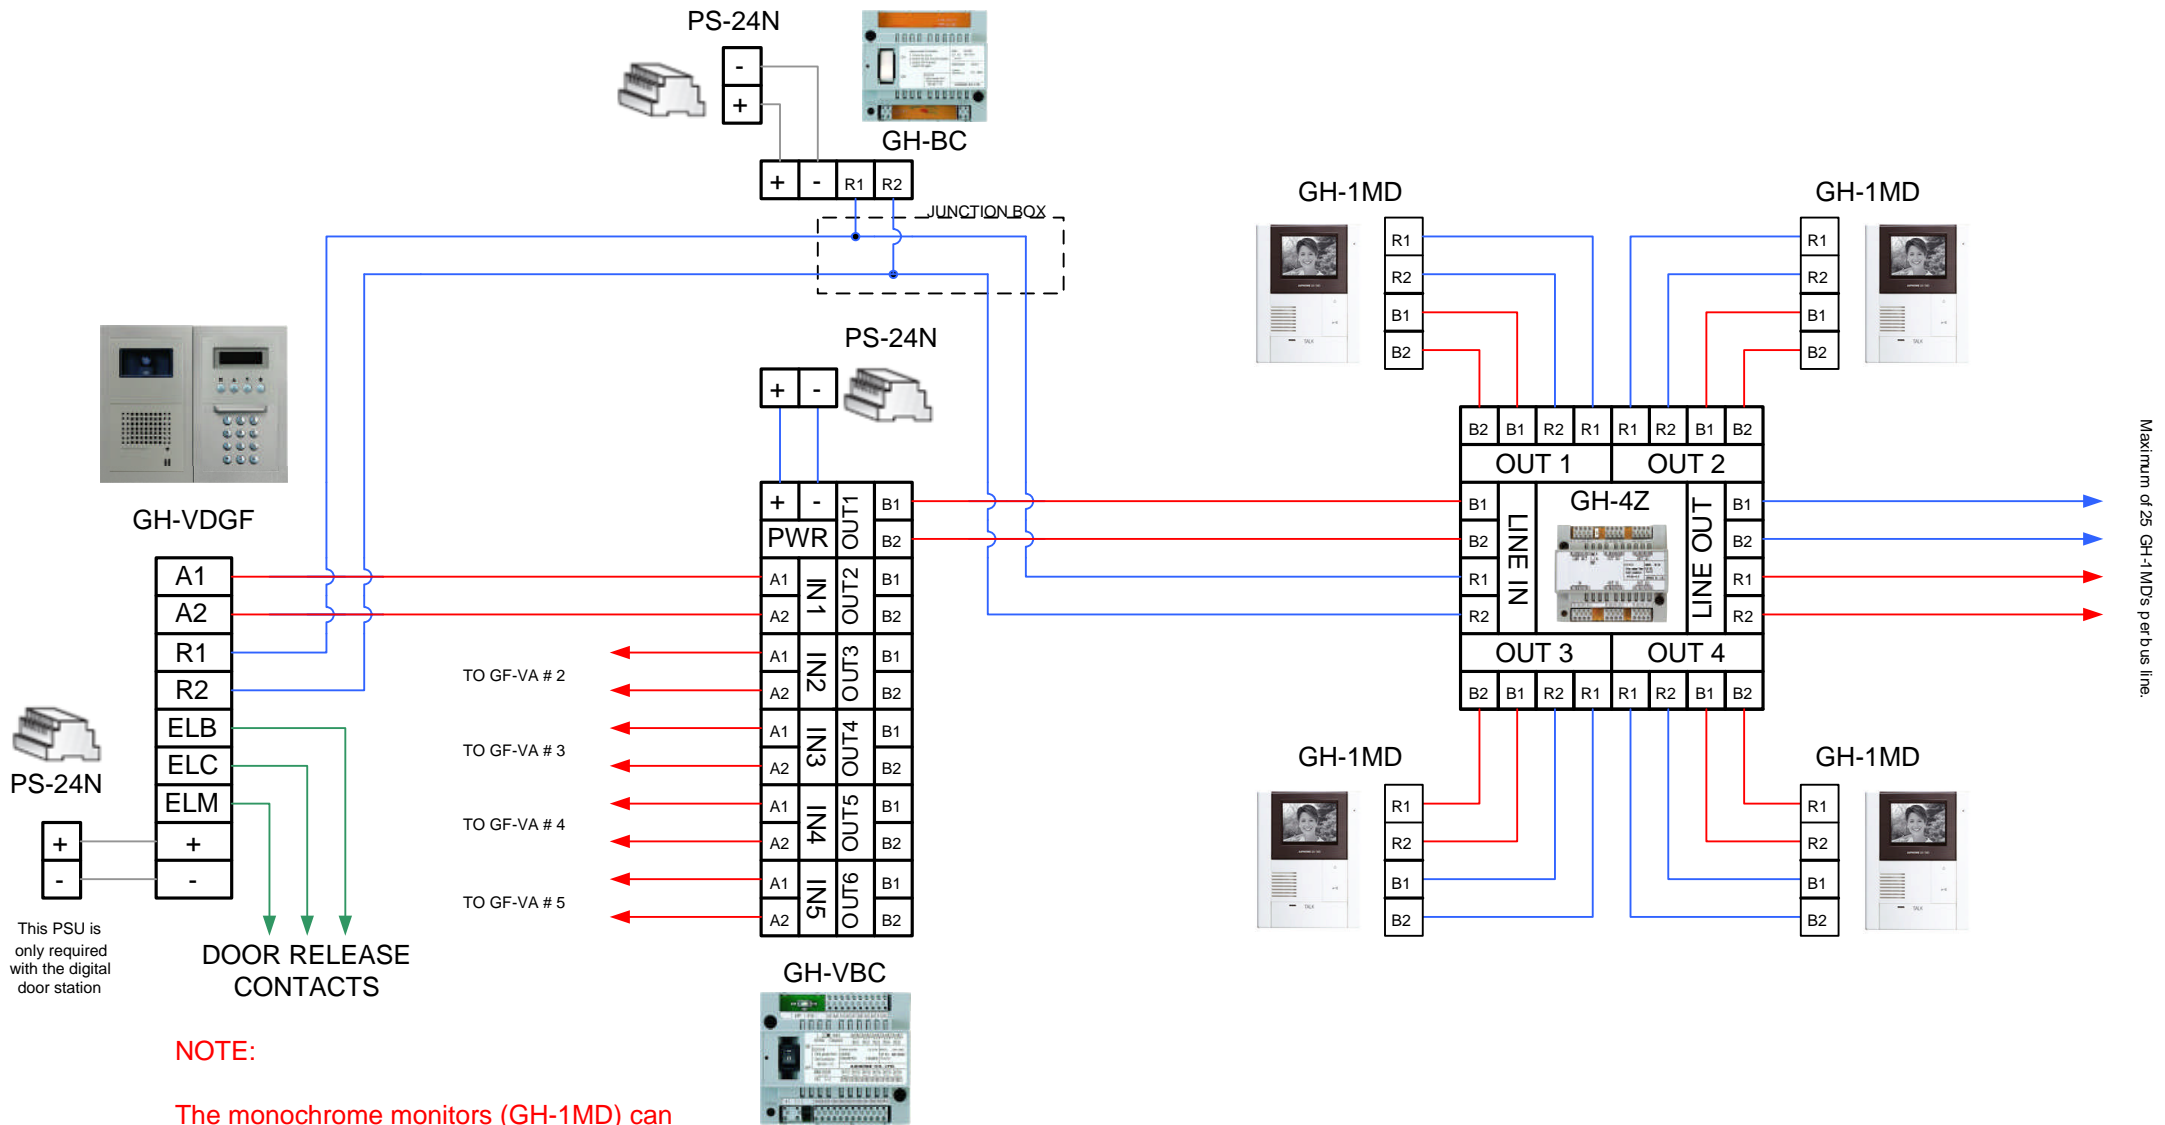 PS-24N
-
+
GH-BC
+ - R1 R2
JUNCTION BOX
GH-1MD
R1
R2
B1
B2
GH-1MD
R1
R2
B1
B2
PS-24N
+ -
GH-VDGF
A1
A2
R1
R2
ELB
ELC
ELM
+
-
PS-24N
+
-
This PSU is
only required
with the digital
door station
DOOR RELEASE
CONTACTS
+ - OUT1 B1
PWR B2
A1 IN 1 OUT2 B1
A2 B2
A1 IN2 OUT3 B1
A2 B2
A1 IN3 OUT4 B1
A2 B2
A1 IN4 OUT5 B1
A2 B2
A1 IN5 OUT6 B1
A2 B2
TO GF-VA # 2
TO GF-VA # 3
TO GF-VA # 4
TO GF-VA # 5
GH-VBC
B2 B1 R2 R1 R1 R2 B1 B2
OUT 1 OUT 2
B1
B2
R1
R2
LINE IN
GH-4Z
LINE OUT
B1
B2
R1
R2
OUT 3 OUT 4
B2 B1 R2 R1 R1 R2 B1 B2
Maximum of 25 GH-1MD's per bus line.
GH-1MD
R1
R2
B1
B2
GH-1MD
R1
R2
B1
B2
NOTE:
The monochrome monitors (GH-1MD) can